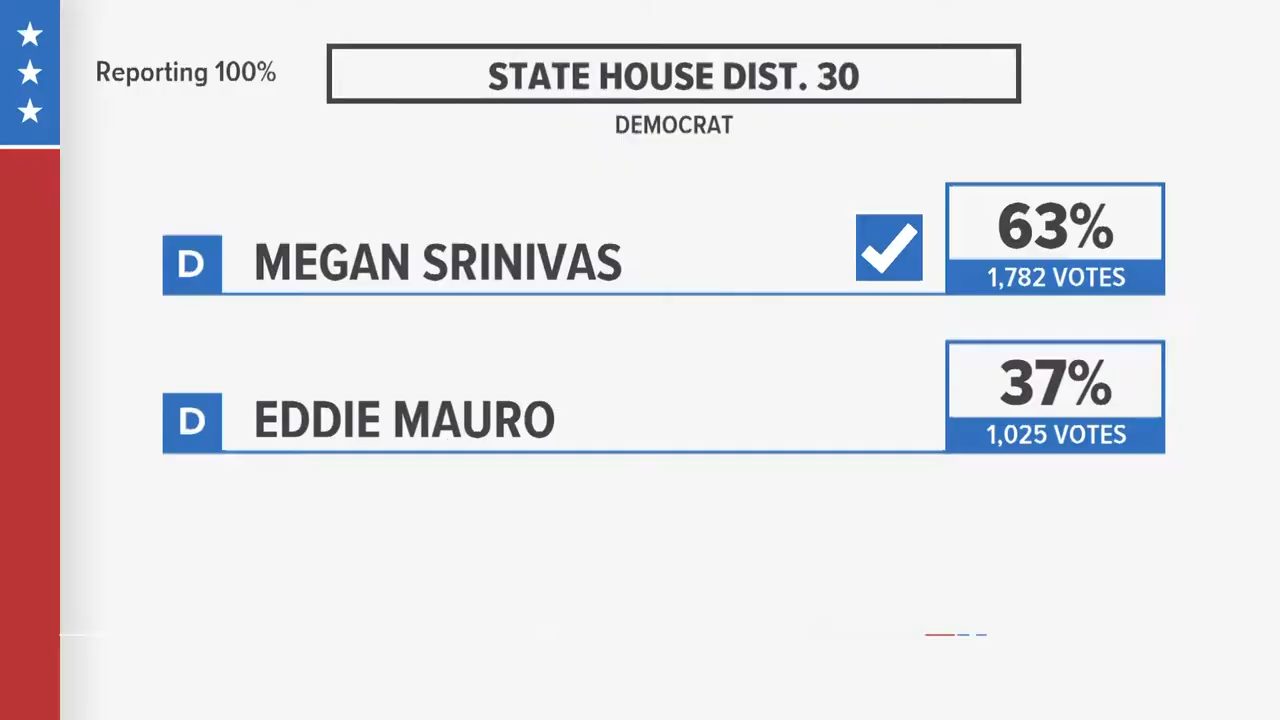 Reporting 100%
STATE HOUSE DIST. 30
DEMOCRAT
D MEGAN SRINIVAS 63%
1,782 VOTES
D EDDIE MAURO 37%
1,025 VOTES